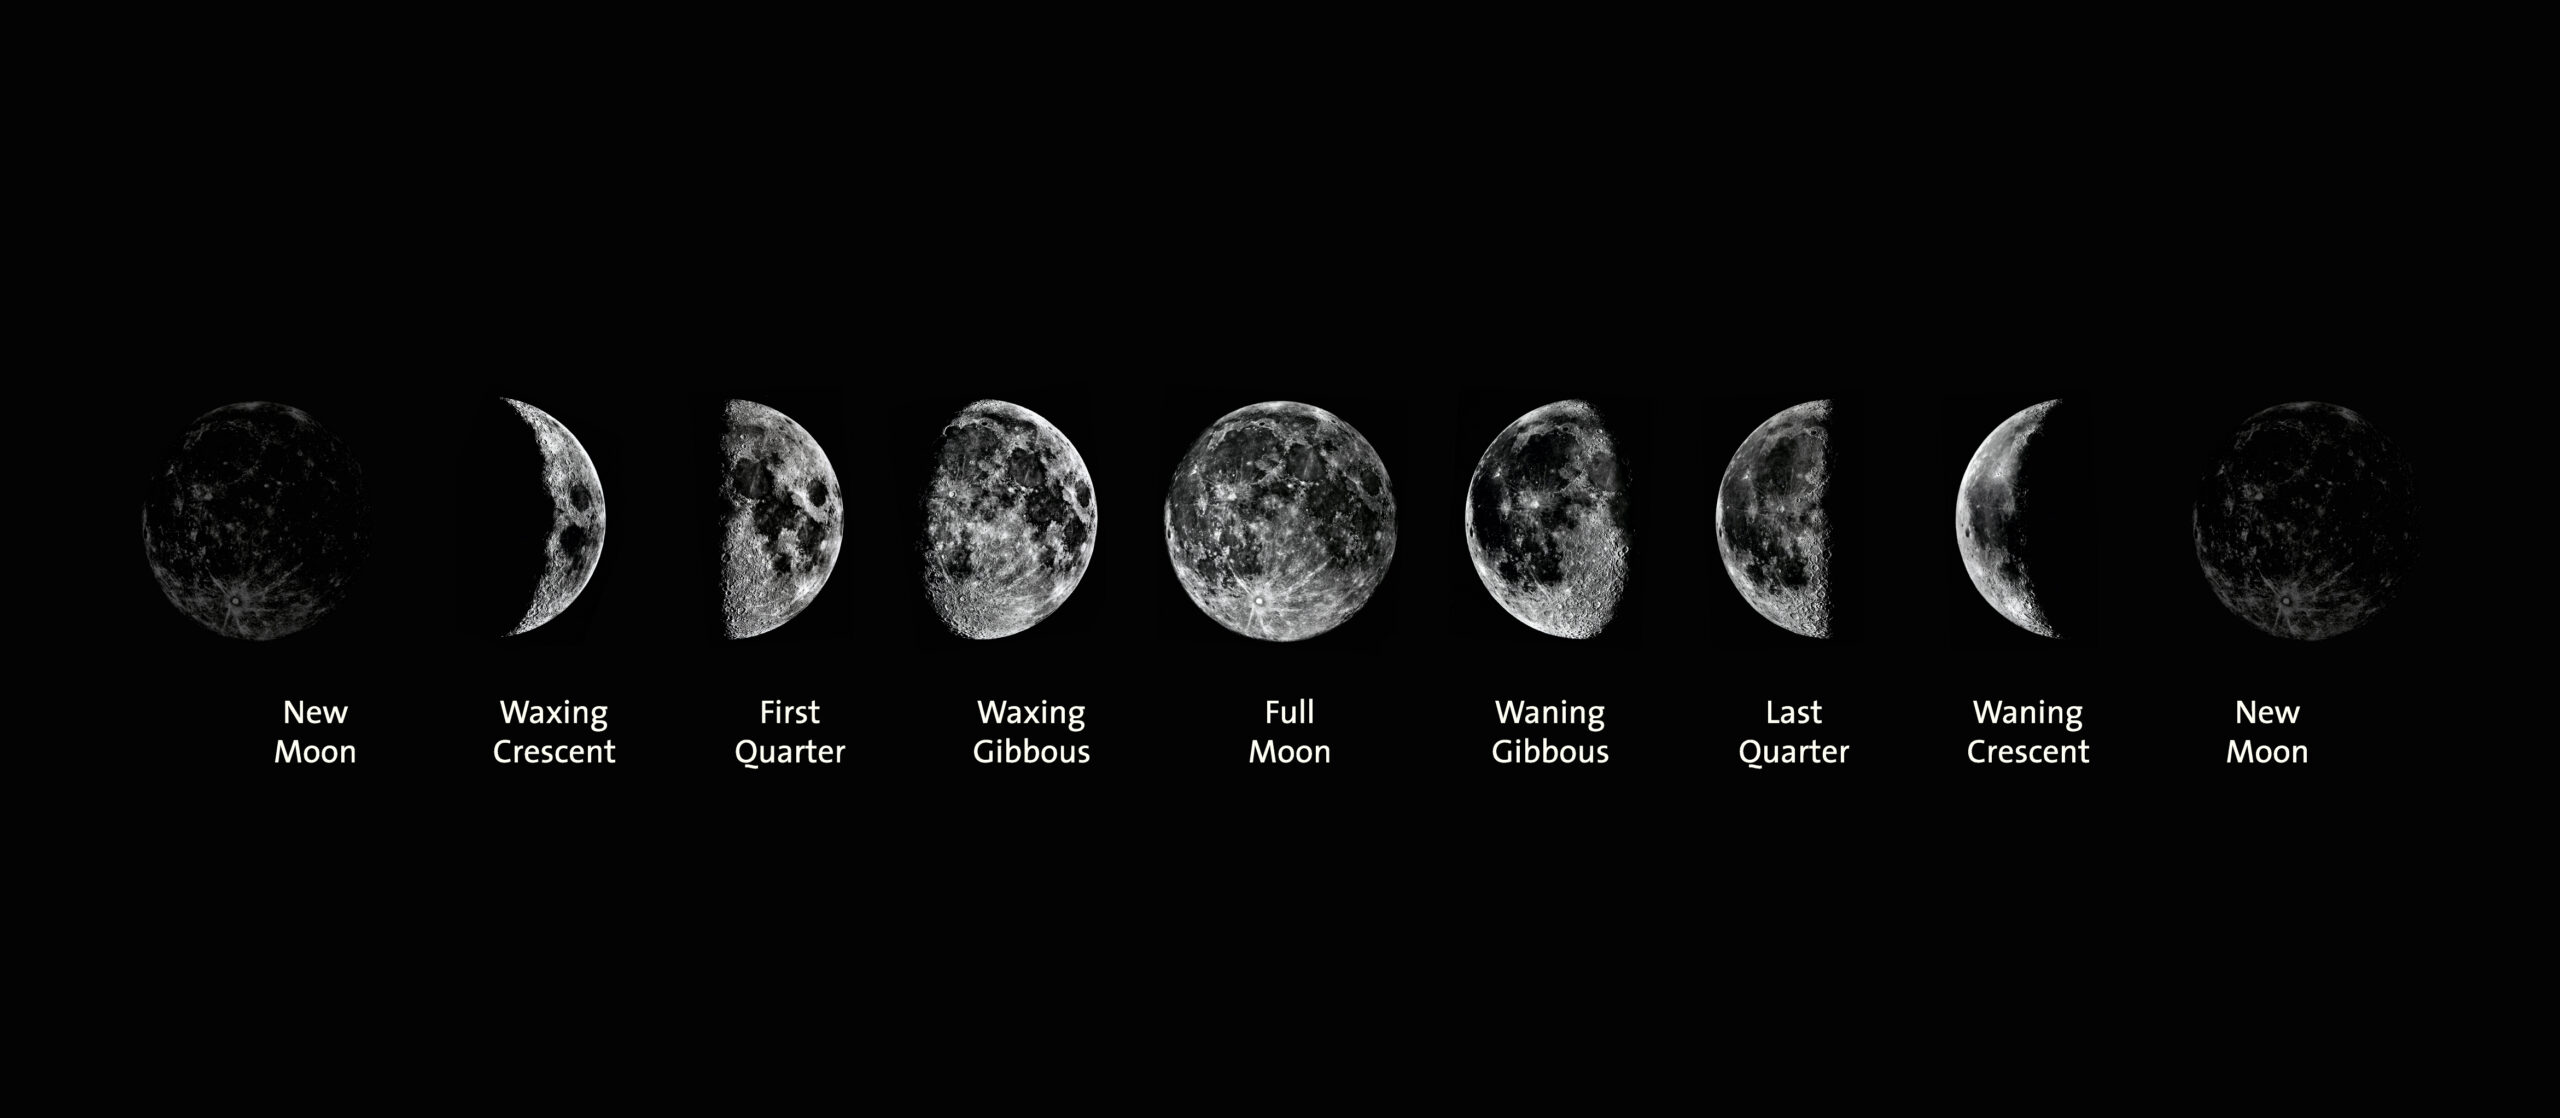 New
Moon
Waxing
Crescent
First
Quarter
Waxing
Gibbous
Full
Moon
Waning
Gibbous
Last
Quarter
Waning
Crescent
New
Moon